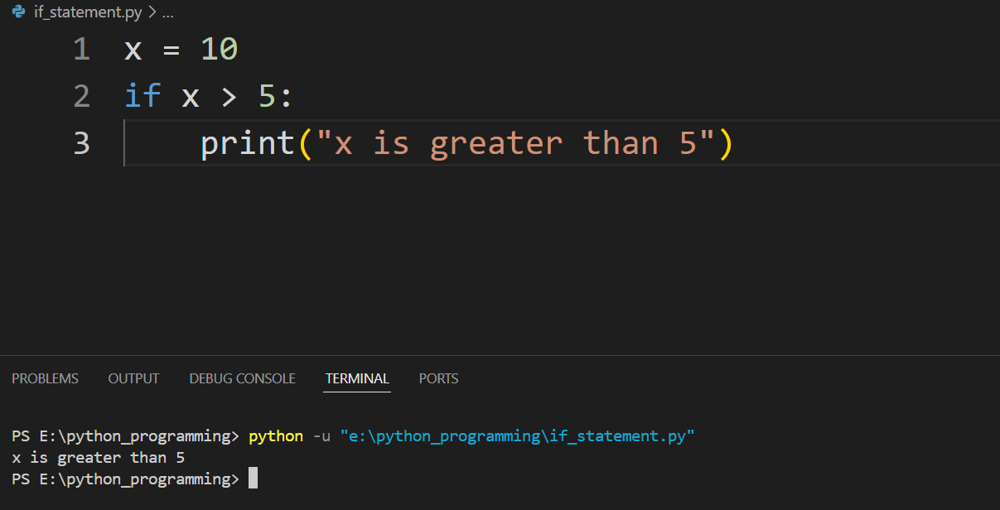 if_statement.py > ...
1 x = 10
2 if x > 5:
3     print("x is greater than 5")
PROBLEMS OUTPUT DEBUG CONSOLE TERMINAL PORTS
PS E:\python_programming> python -u "e:\python_programming\if_statement.py"
x is greater than 5
PS E:\python_programming>